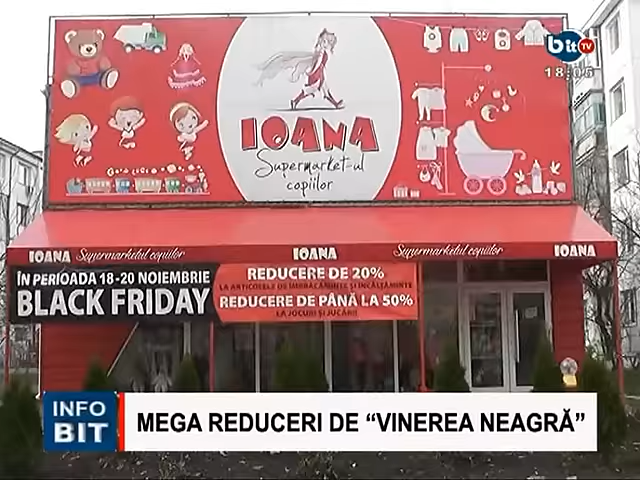 bit TV
18:05
IOANA
Supermarket-ul
copiilor
IOANA Supermarketul copiilor IOANA Supermarketul copiilor IOANA
ÎN PERIOADA 18-20 NOIEMBRIE
BLACK FRIDAY
REDUCERE DE 20%
LA ARTICOLELE DE ÎMBRĂCĂMINTE ȘI ÎNCĂLȚĂMINTE
REDUCERE DE PÂNĂ LA 50%
LA JOCURI ȘI JUCĂRII
INFO
BIT
MEGA REDUCERI DE “VINEREA NEAGRĂ”